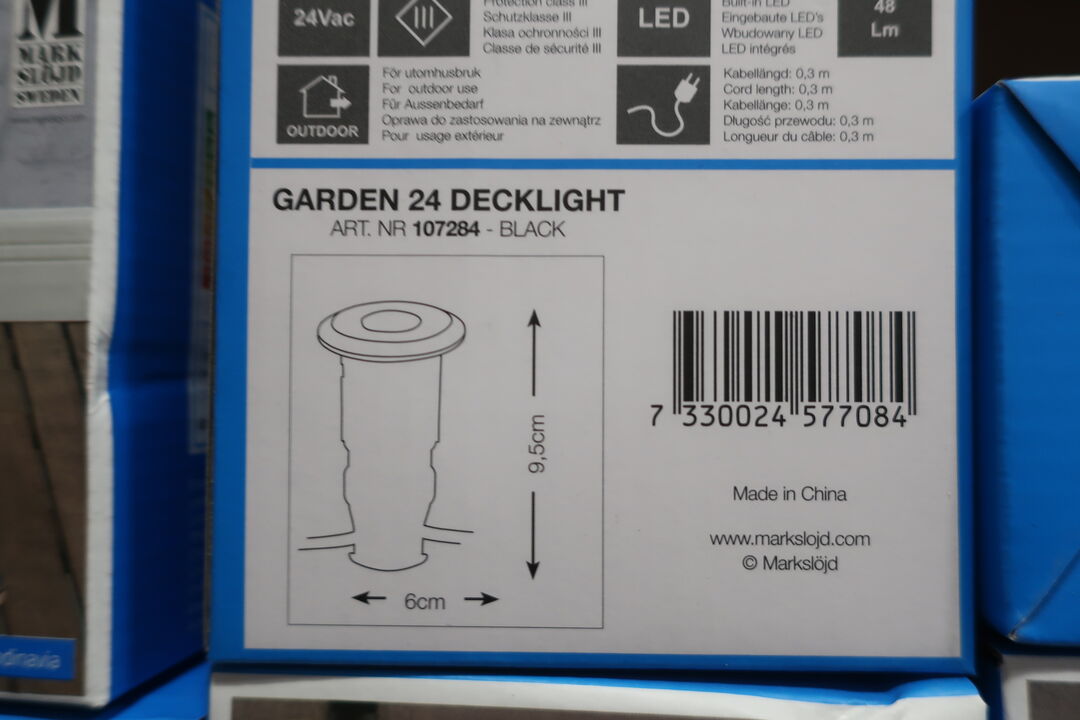 M
MARK
SLÖJD
SWEDEN
24Vac
III
Protection class III
Schutzklasse III
Klasa ochronności III
Classe de sécurité III
LED
Built-in LED
Eingebaute LED's
Wbudowany LED
LED intégrés
48
Lm
OUTDOOR
För utomhusbruk
For outdoor use
Für Aussenbedarf
Oprawa do zastosowania na zewnątrz
Pour usage extérieur
Kabellängd: 0,3 m
Cord length: 0,3 m
Kabellänge: 0,3 m
Długość przewodu: 0,3 m
Longueur du câble: 0,3 m
GARDEN 24 DECKLIGHT
ART. NR 107284 - BLACK
9,5cm
6cm
7 330024 577084
Made in China
www.markslojd.com
© Markslöjd